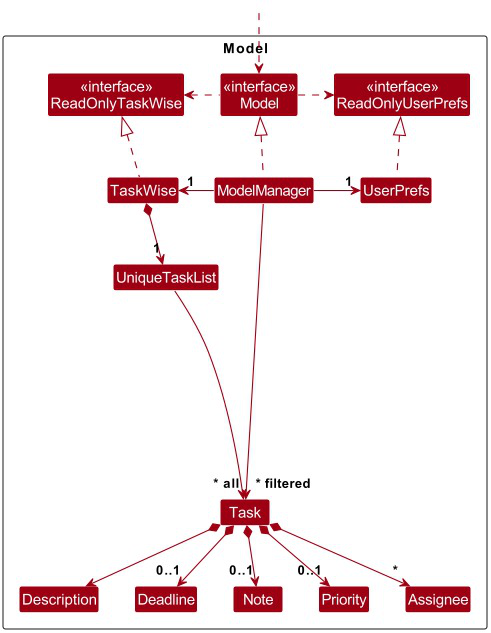 Model
«interface»
ReadOnlyTaskWise
«interface»
Model
«interface»
ReadOnlyUserPrefs
TaskWise
1
ModelManager
1
UserPrefs
1
UniqueTaskList
* all
* filtered
Task
0..1
0..1
0..1
*
Description
Deadline
Note
Priority
Assignee